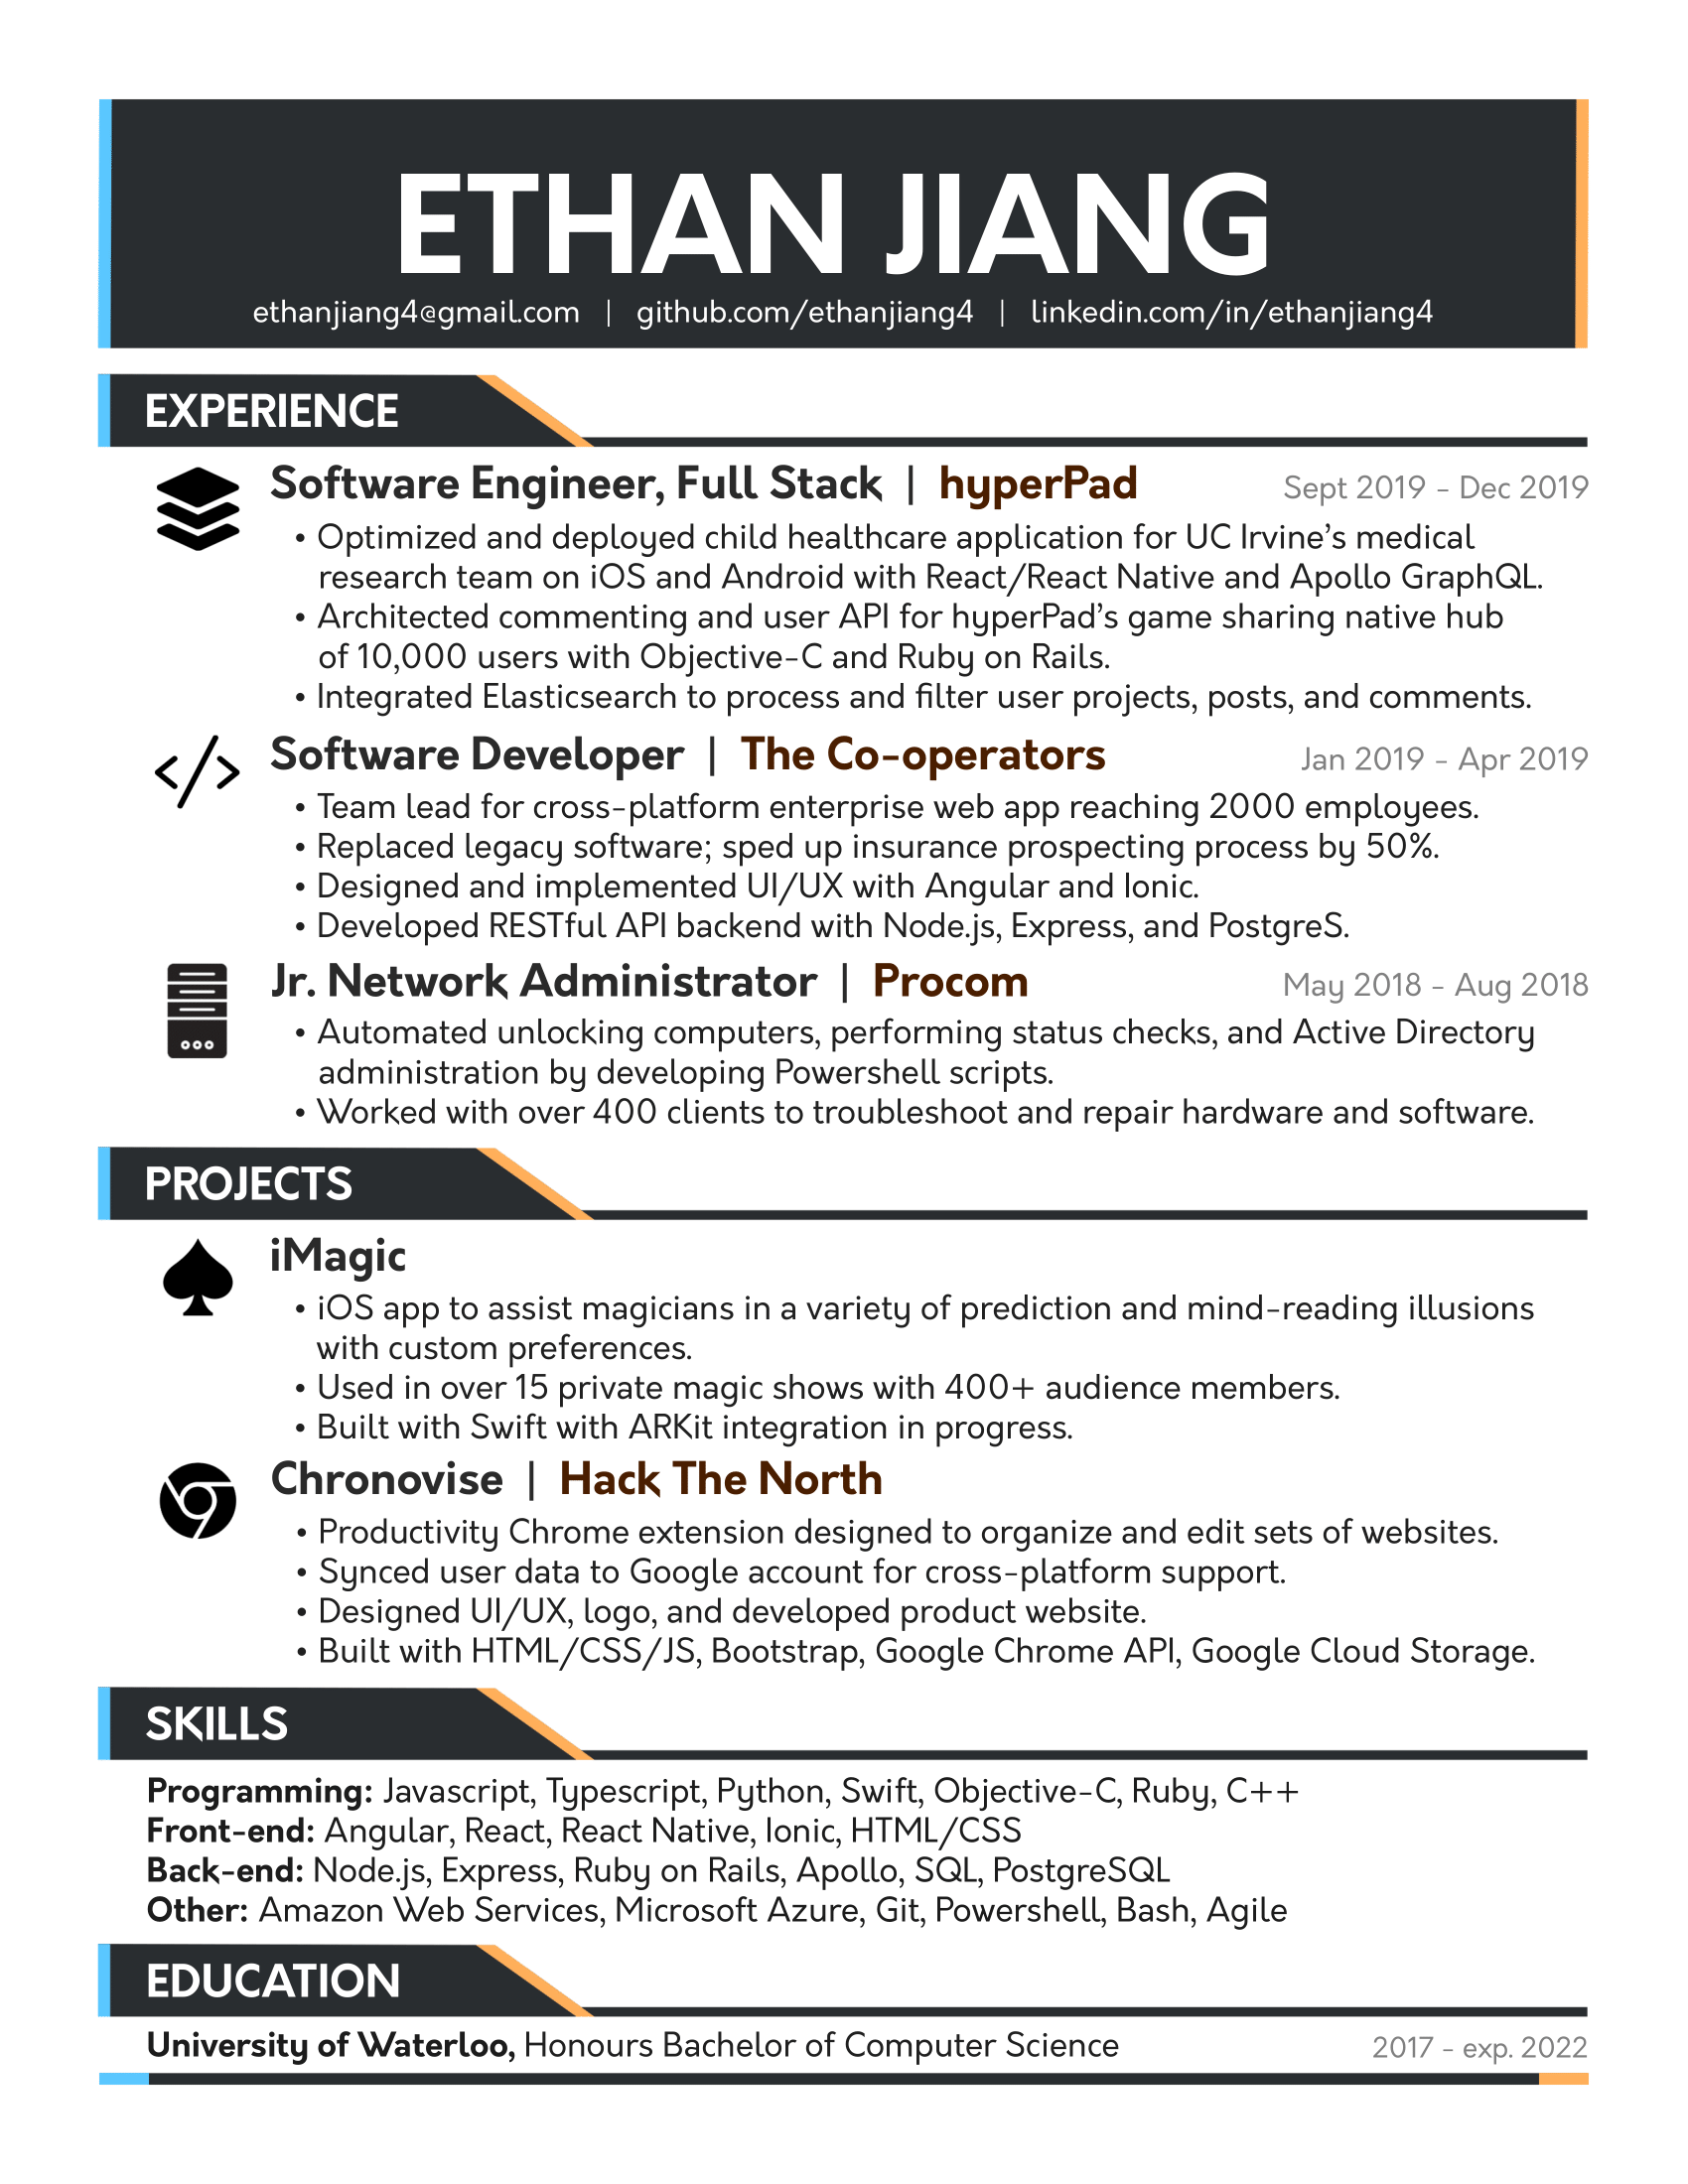 ETHAN JIANG
ethanjiang4@gmail.com | github.com/ethanjiang4 | linkedin.com/in/ethanjiang4
EXPERIENCE
Software Engineer, Full Stack | hyperPad Sept 2019 - Dec 2019
• Optimized and deployed child healthcare application for UC Irvine's medical
research team on iOS and Android with React/React Native and Apollo GraphQL.
• Architected commenting and user API for hyperPad's game sharing native hub
of 10,000 users with Objective-C and Ruby on Rails.
• Integrated Elasticsearch to process and filter user projects, posts, and comments.
Software Developer | The Co-operators Jan 2019 - Apr 2019
• Team lead for cross-platform enterprise web app reaching 2000 employees.
• Replaced legacy software; sped up insurance prospecting process by 50%.
• Designed and implemented UI/UX with Angular and Ionic.
• Developed RESTful API backend with Node.js, Express, and PostgreS.
Jr. Network Administrator | Procom May 2018 - Aug 2018
• Automated unlocking computers, performing status checks, and Active Directory
administration by developing Powershell scripts.
• Worked with over 400 clients to troubleshoot and repair hardware and software.
PROJECTS
iMagic
• iOS app to assist magicians in a variety of prediction and mind-reading illusions
with custom preferences.
• Used in over 15 private magic shows with 400+ audience members.
• Built with Swift with ARKit integration in progress.
Chronovise | Hack The North
• Productivity Chrome extension designed to organize and edit sets of websites.
• Synced user data to Google account for cross-platform support.
• Designed UI/UX, logo, and developed product website.
• Built with HTML/CSS/JS, Bootstrap, Google Chrome API, Google Cloud Storage.
SKILLS
Programming: Javascript, Typescript, Python, Swift, Objective-C, Ruby, C++
Front-end: Angular, React, React Native, Ionic, HTML/CSS
Back-end: Node.js, Express, Ruby on Rails, Apollo, SQL, PostgreSQL
Other: Amazon Web Services, Microsoft Azure, Git, Powershell, Bash, Agile
EDUCATION
University of Waterloo, Honours Bachelor of Computer Science 2017 - exp. 2022